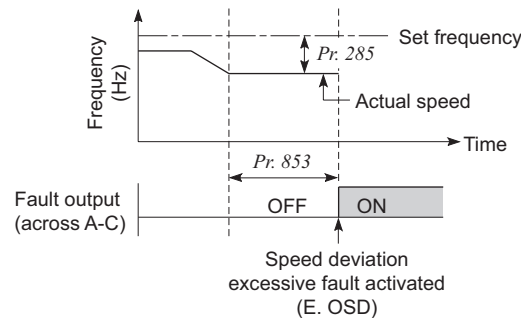 Set frequency
Pr. 285
Frequency
(Hz)
Actual speed
Time
Pr. 853
Fault output
(across A-C)
OFF
ON
Speed deviation
excessive fault activated
(E. OSD)